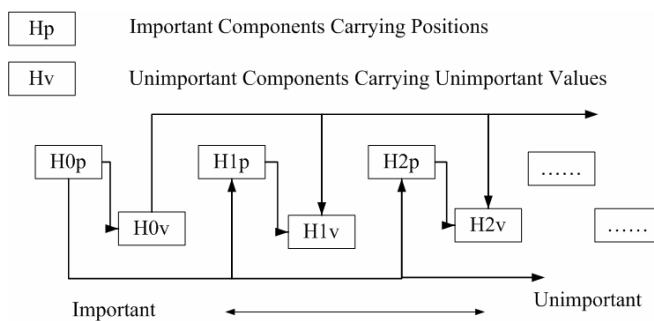 Hp Important Components Carrying Positions
Hv Unimportant Components Carrying Unimportant Values
H0p H1p H2p ......
H0v H1v H2v ......
Important Unimportant